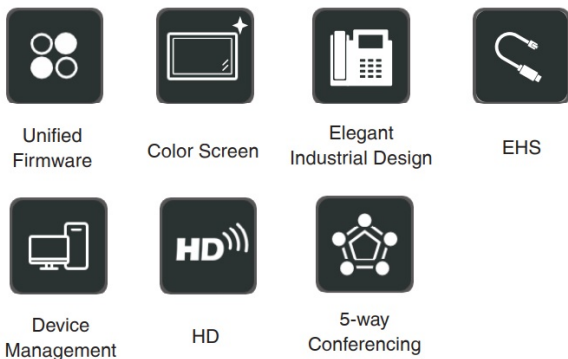 Unified
Firmware
Color Screen
Elegant
Industrial Design
EHS
HD
Device
Management
HD
5-way
Conferencing